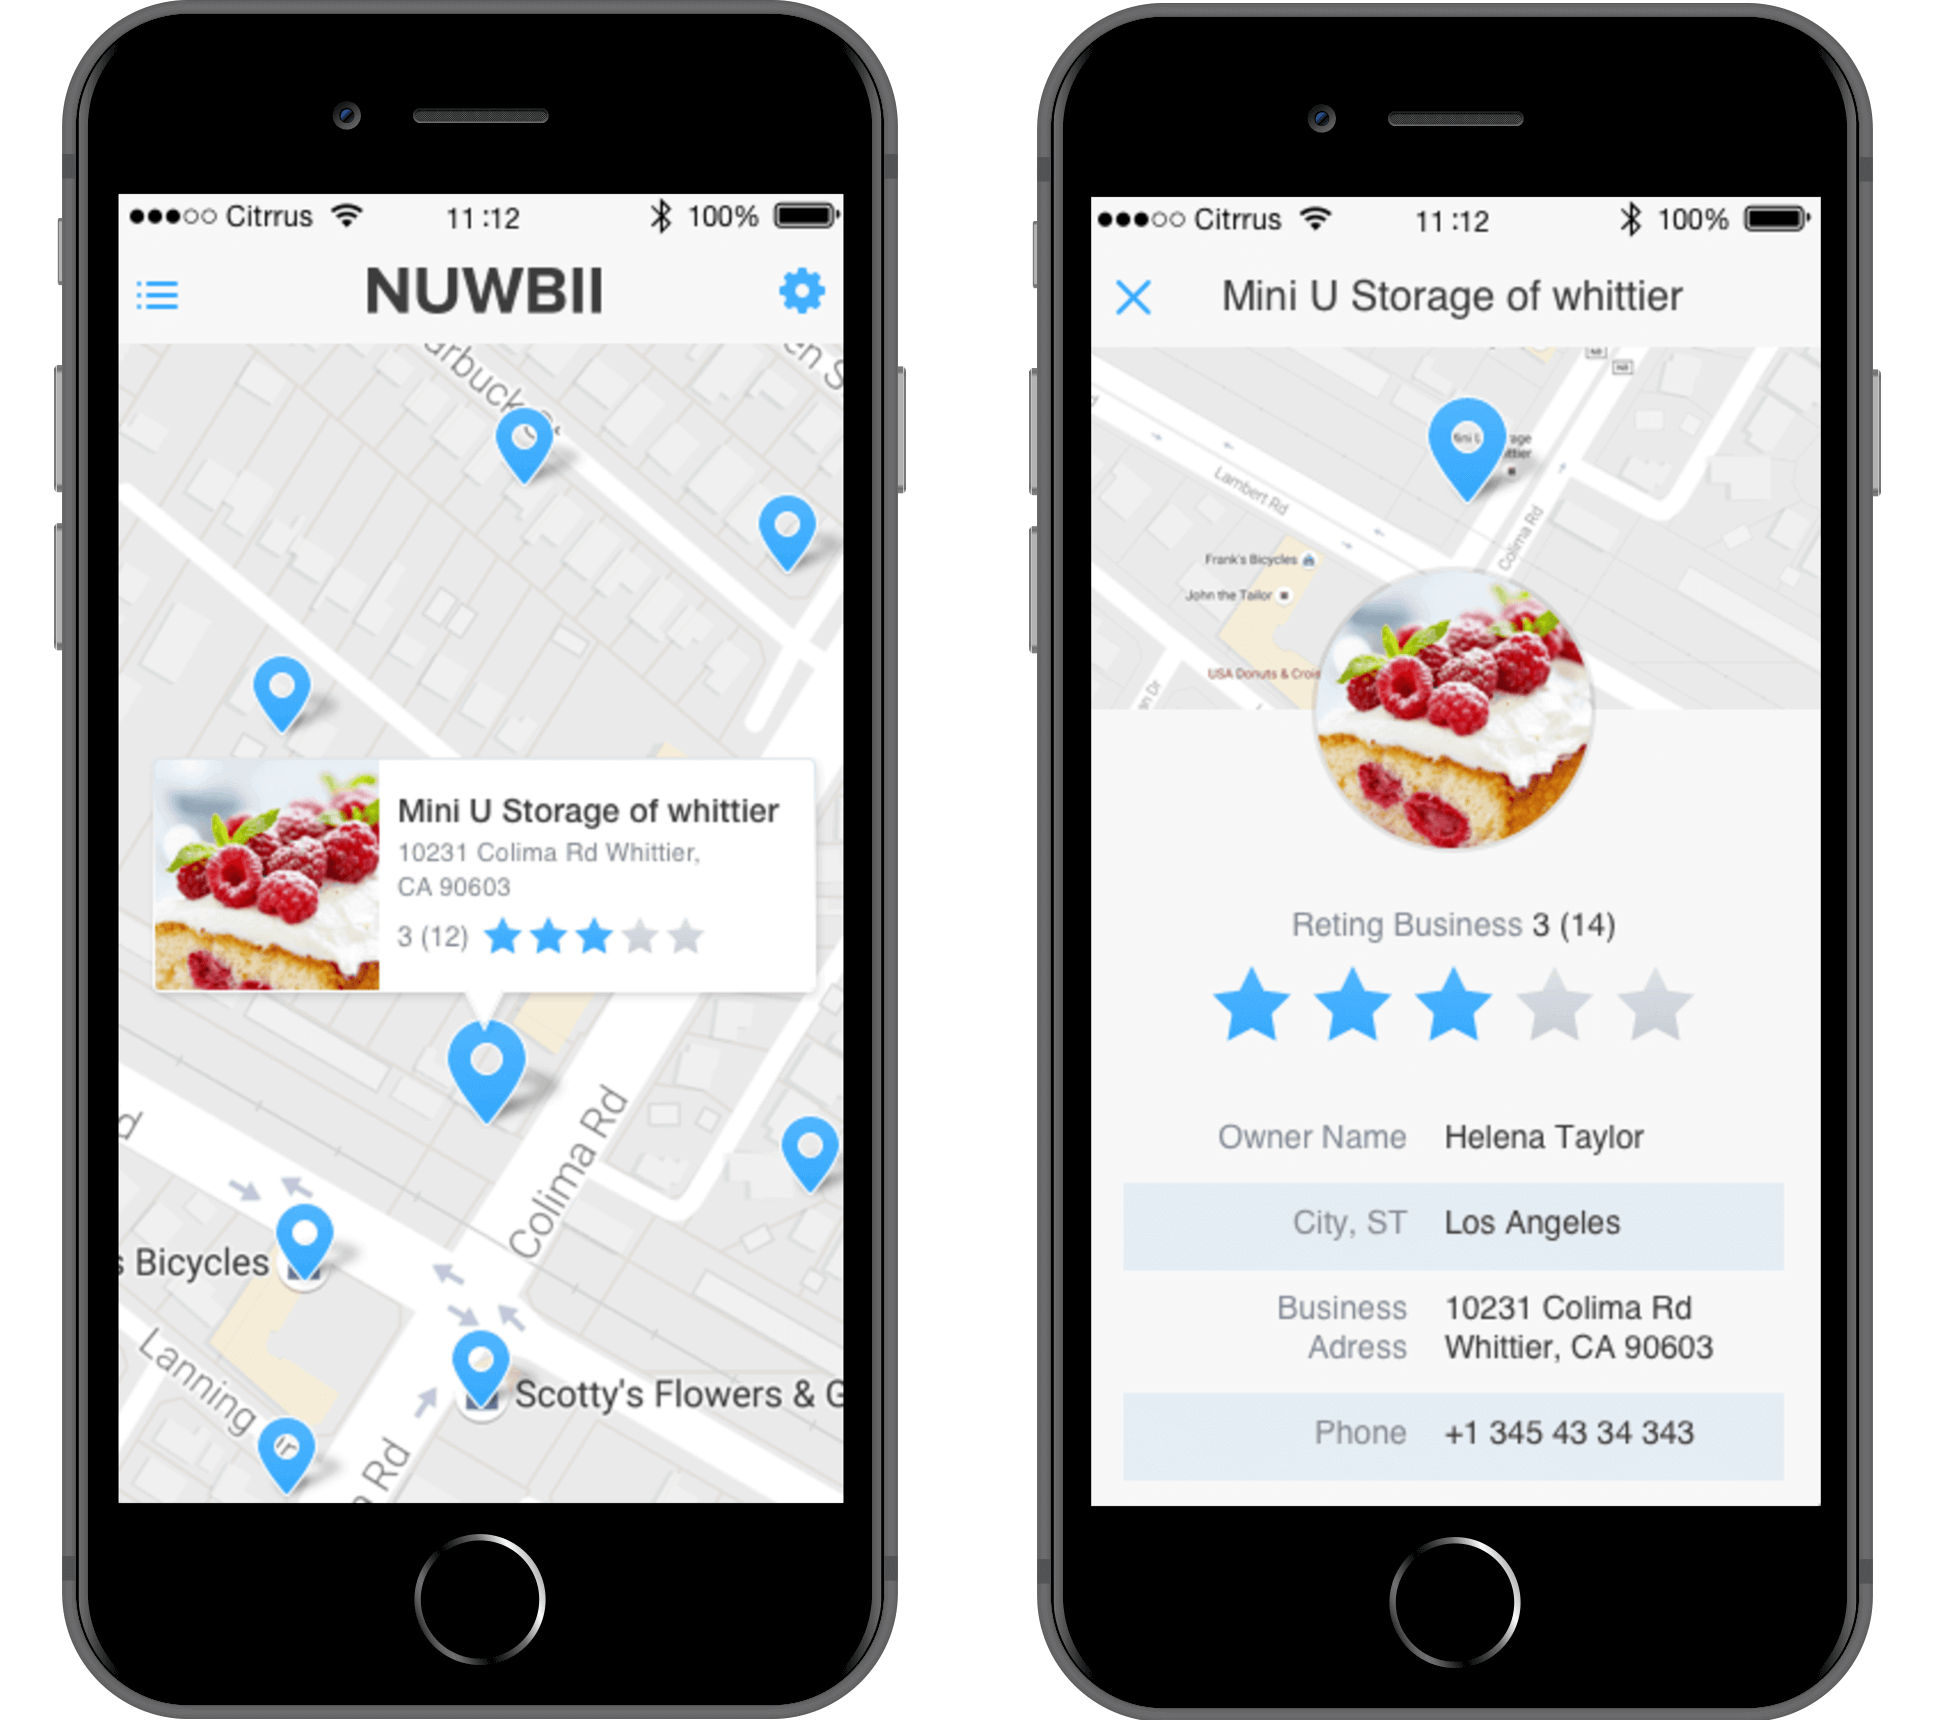 Citrrus
11:12
100%
NUWBII
Mini U Storage of whittier
10231 Colima Rd Whittier,
CA 90603
3 (12)
Colima Rd
Bicycles
Scotty's Flowers &
Lanning
Rd
Citrrus
11:12
100%
Mini U Storage of whittier
Lambert Rd
Colima Rd
Frank's Bicycles
John the Tailor
USA Donuts &
Reting Business 3 (14)
Owner Name Helena Taylor
City, ST Los Angeles
Business 10231 Colima Rd
Adress Whittier, CA 90603
Phone +1 345 43 34 343